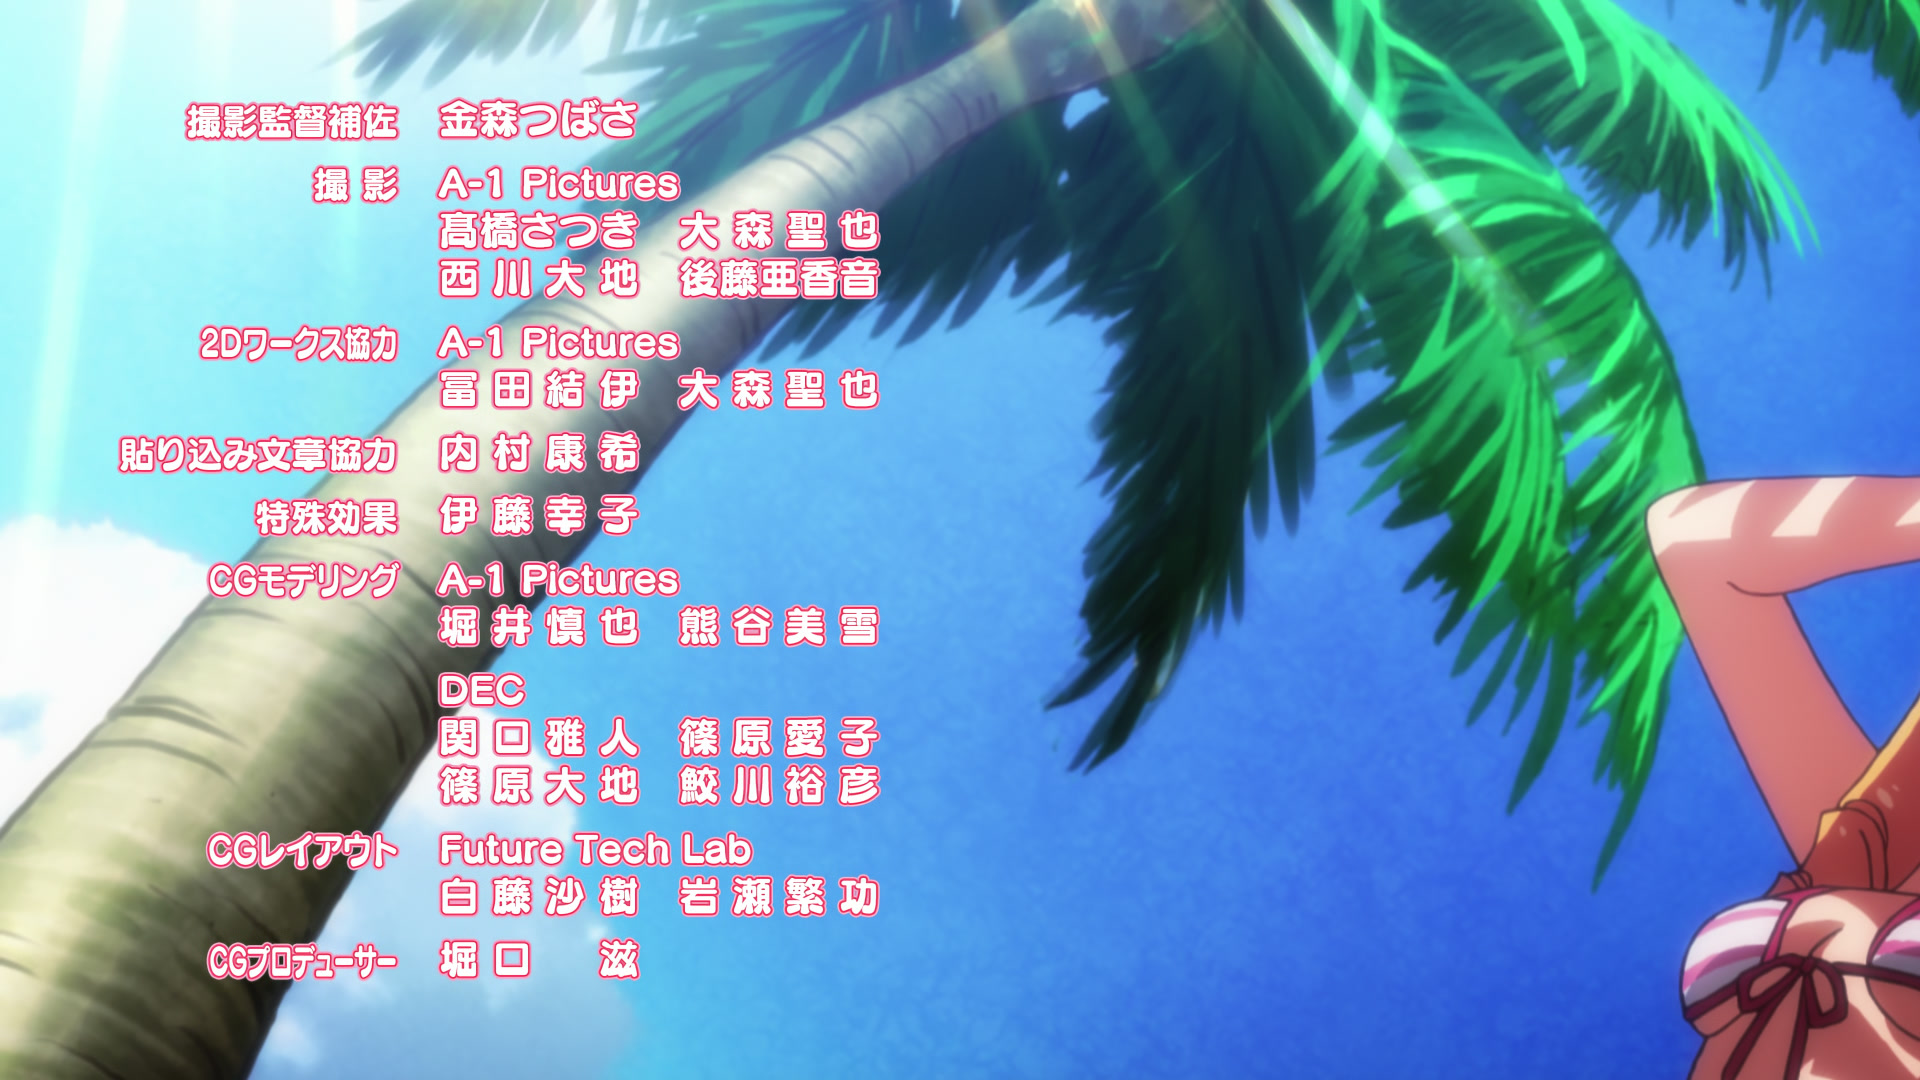 撮影監督補佐 金森つばさ
撮影 A-1 Pictures
髙橋さつき 大森聖也
西川大地 後藤亜香音
2Dワークス協力 A-1 Pictures
冨田結伊 大森聖也
貼り込み文章協力 内村康希
特殊効果 伊藤幸子
CGモデリング A-1 Pictures
堀井慎也 熊谷美雪
DEC
関口雅人 篠原愛子
篠原大地 鮫川裕彦
CGレイアウト Future Tech Lab
白藤沙樹 岩瀬繁功
CGプロデューサー 堀口 滋